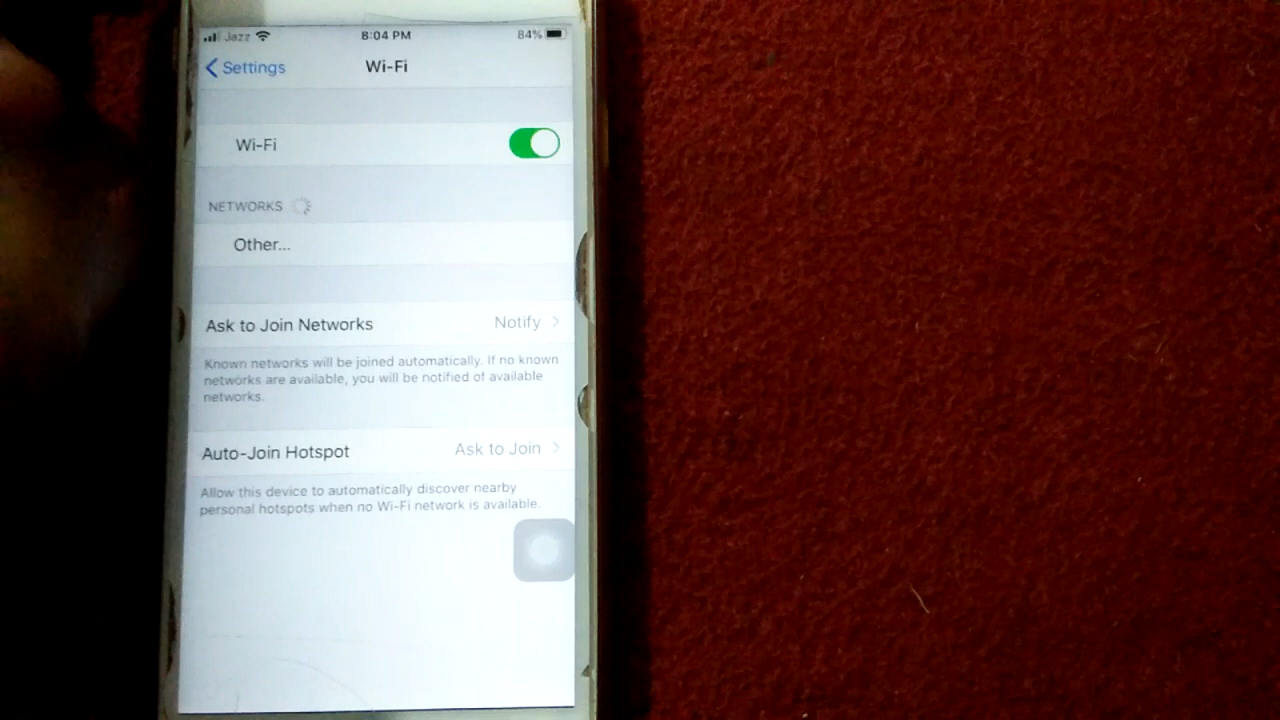 Jazz 8:04 PM 84%
Settings Wi-Fi
Wi-Fi
NETWORKS
Other...
Ask to Join Networks Notify
Known networks will be joined automatically. If no known
networks are available, you will be notified of available
networks.
Auto-Join Hotspot Ask to Join
Allow this device to automatically discover nearby
personal hotspots when no Wi-Fi network is available.